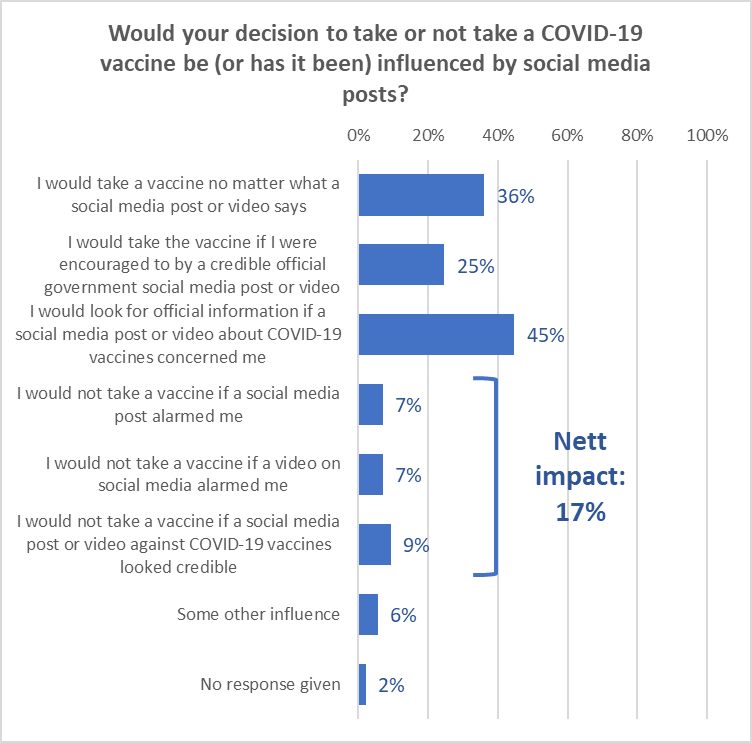 Would your decision to take or not take a COVID-19
vaccine be (or has it been) influenced by social media
posts?
0%
20%
40%
60%
80%
100%
I would take a vaccine no matter what a
social media post or video says
36%
I would take the vaccine if I were
encouraged to by a credible official
government social media post or video
25%
I would look for official information if a
social media post or video about COVID-19
vaccines concerned me
45%
I would not take a vaccine if a social media
post alarmed me
7%
I would not take a vaccine if a video on
social media alarmed me
7%
I would not take a vaccine if a social media
post or video against COVID-19 vaccines
looked credible
9%
Nett
impact:
17%
Some other influence
6%
No response given
2%